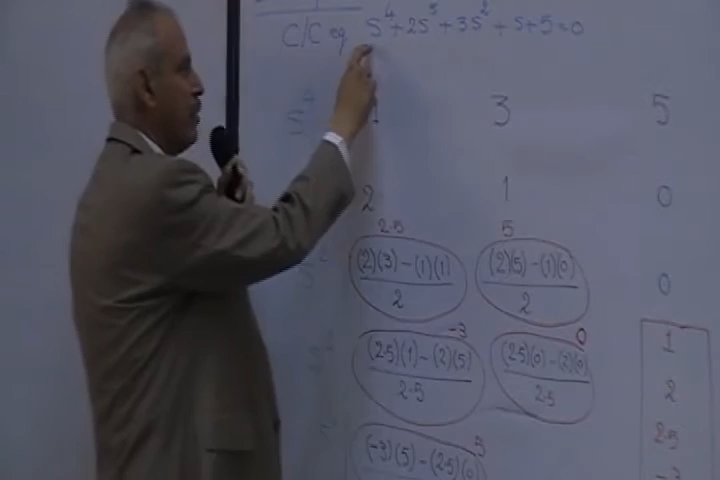 C/C eq S⁴+2S³+3S²+S+5=0
S⁴ 1 3 5
2 1 0
2.5 5
(2)(3)-(1)(1) (2)(5)-(1)(0)
2 2 0
-3 0
(2.5)(1)-(2)(5) (2.5)(0)-(2)(0) 1
2.5 2.5 2
5 2.5
(-3)(5)-(2.5)(0) -3